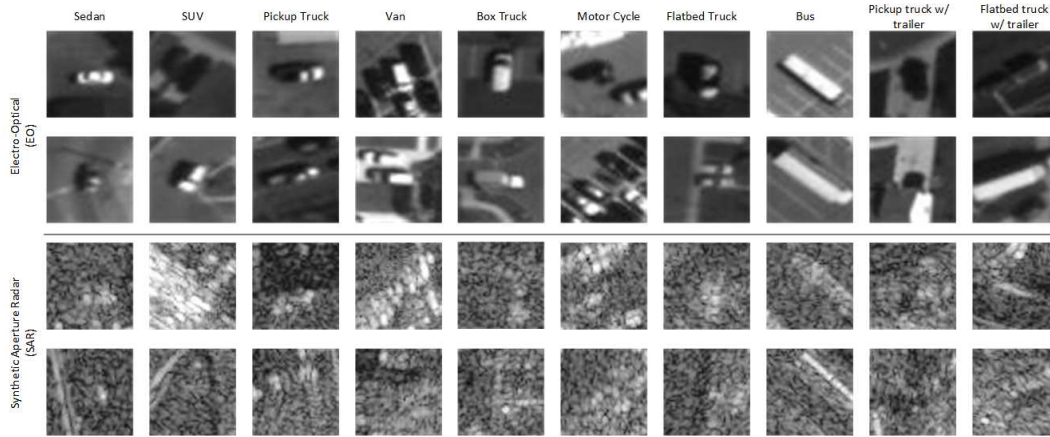 Sedan
SUV
Pickup Truck
Van
Box Truck
Motor Cycle
Flatbed Truck
Bus
Pickup truck w/
trailer
Flatbed truck
w/ trailer
Electro-Optical
(EO)
Synthetic Aperture Radar
(SAR)